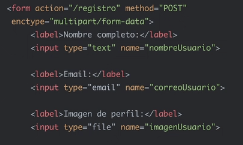 <form action="/registro" method="POST"
enctype="multipart/form-data">
<label>Nombre completo:</label>
<input type="text" name="nombreUsuario">
<label>Email:</label>
<input type="email" name="correoUsuario">
<label>Imagen de perfil:</label>
<input type="file" name="imagenUsuario">